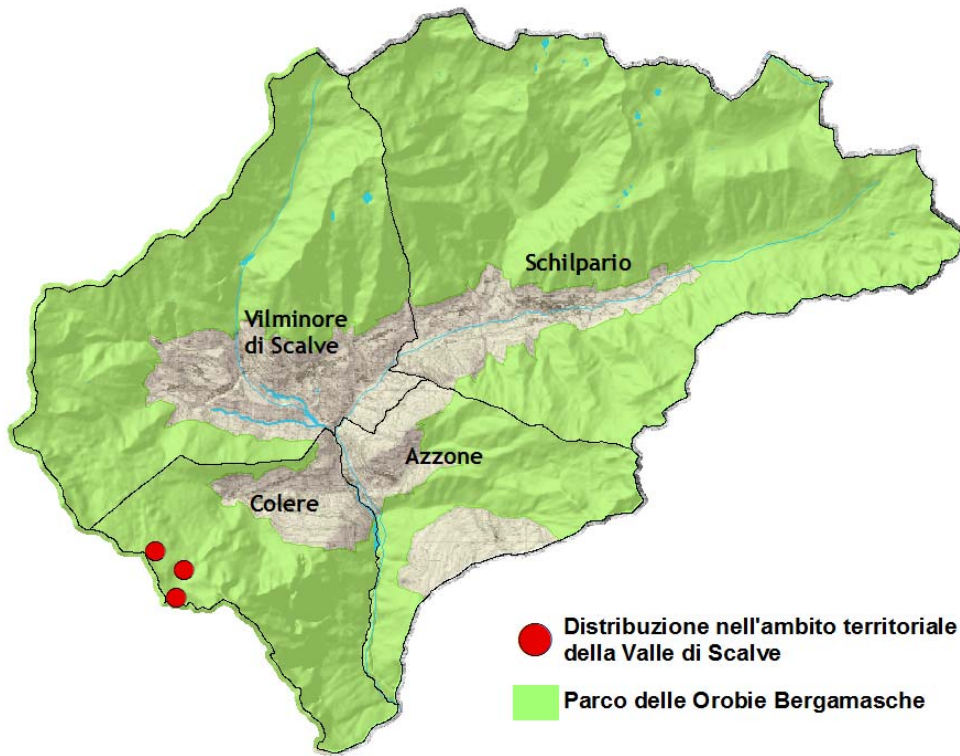 Schilpario
Vilminore
di Scalve
Azzone
Colere
Distribuzione nell'ambito territoriale
della Valle di Scalve
Parco delle Orobie Bergamasche